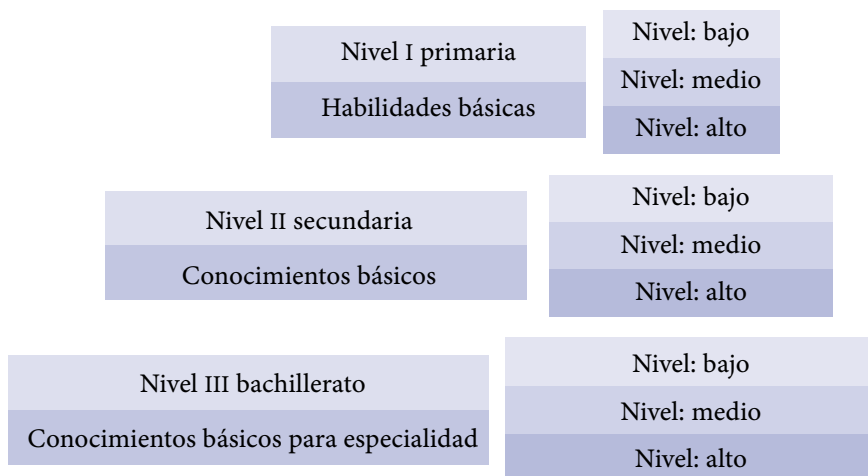 Nivel I primaria
Habilidades básicas
Nivel: bajo
Nivel: medio
Nivel: alto
Nivel II secundaria
Conocimientos básicos
Nivel: bajo
Nivel: medio
Nivel: alto
Nivel III bachillerato
Conocimientos básicos para especialidad
Nivel: bajo
Nivel: medio
Nivel: alto